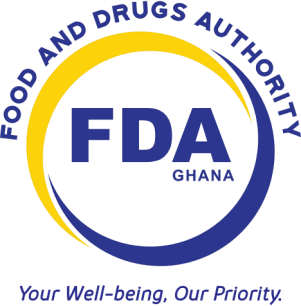 FOOD AND DRUGS AUTHORITY
FDA
GHANA
Your Well-being, Our Priority.